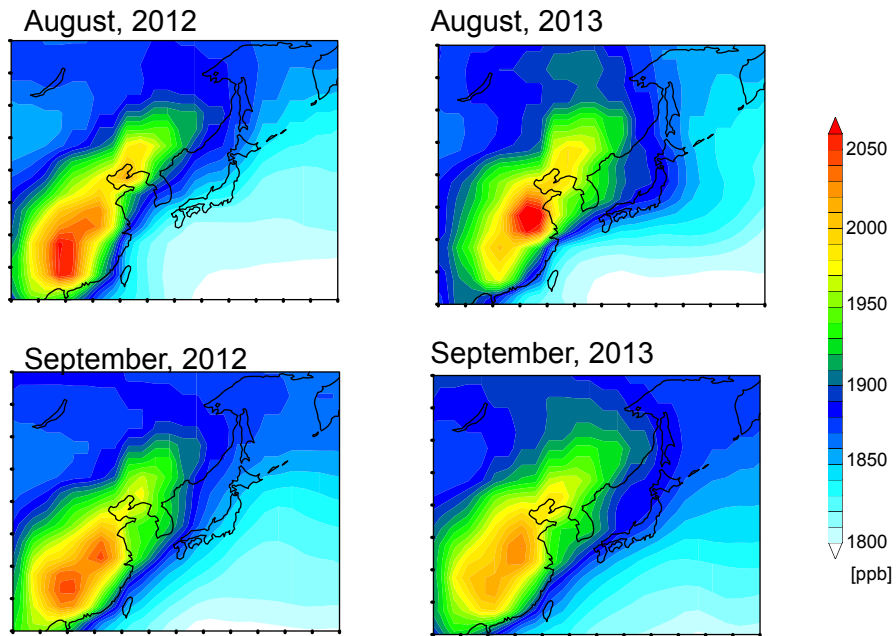 August, 2012
August, 2013
September, 2012
September, 2013
2050
2000
1950
1900
1850
1800
[ppb]